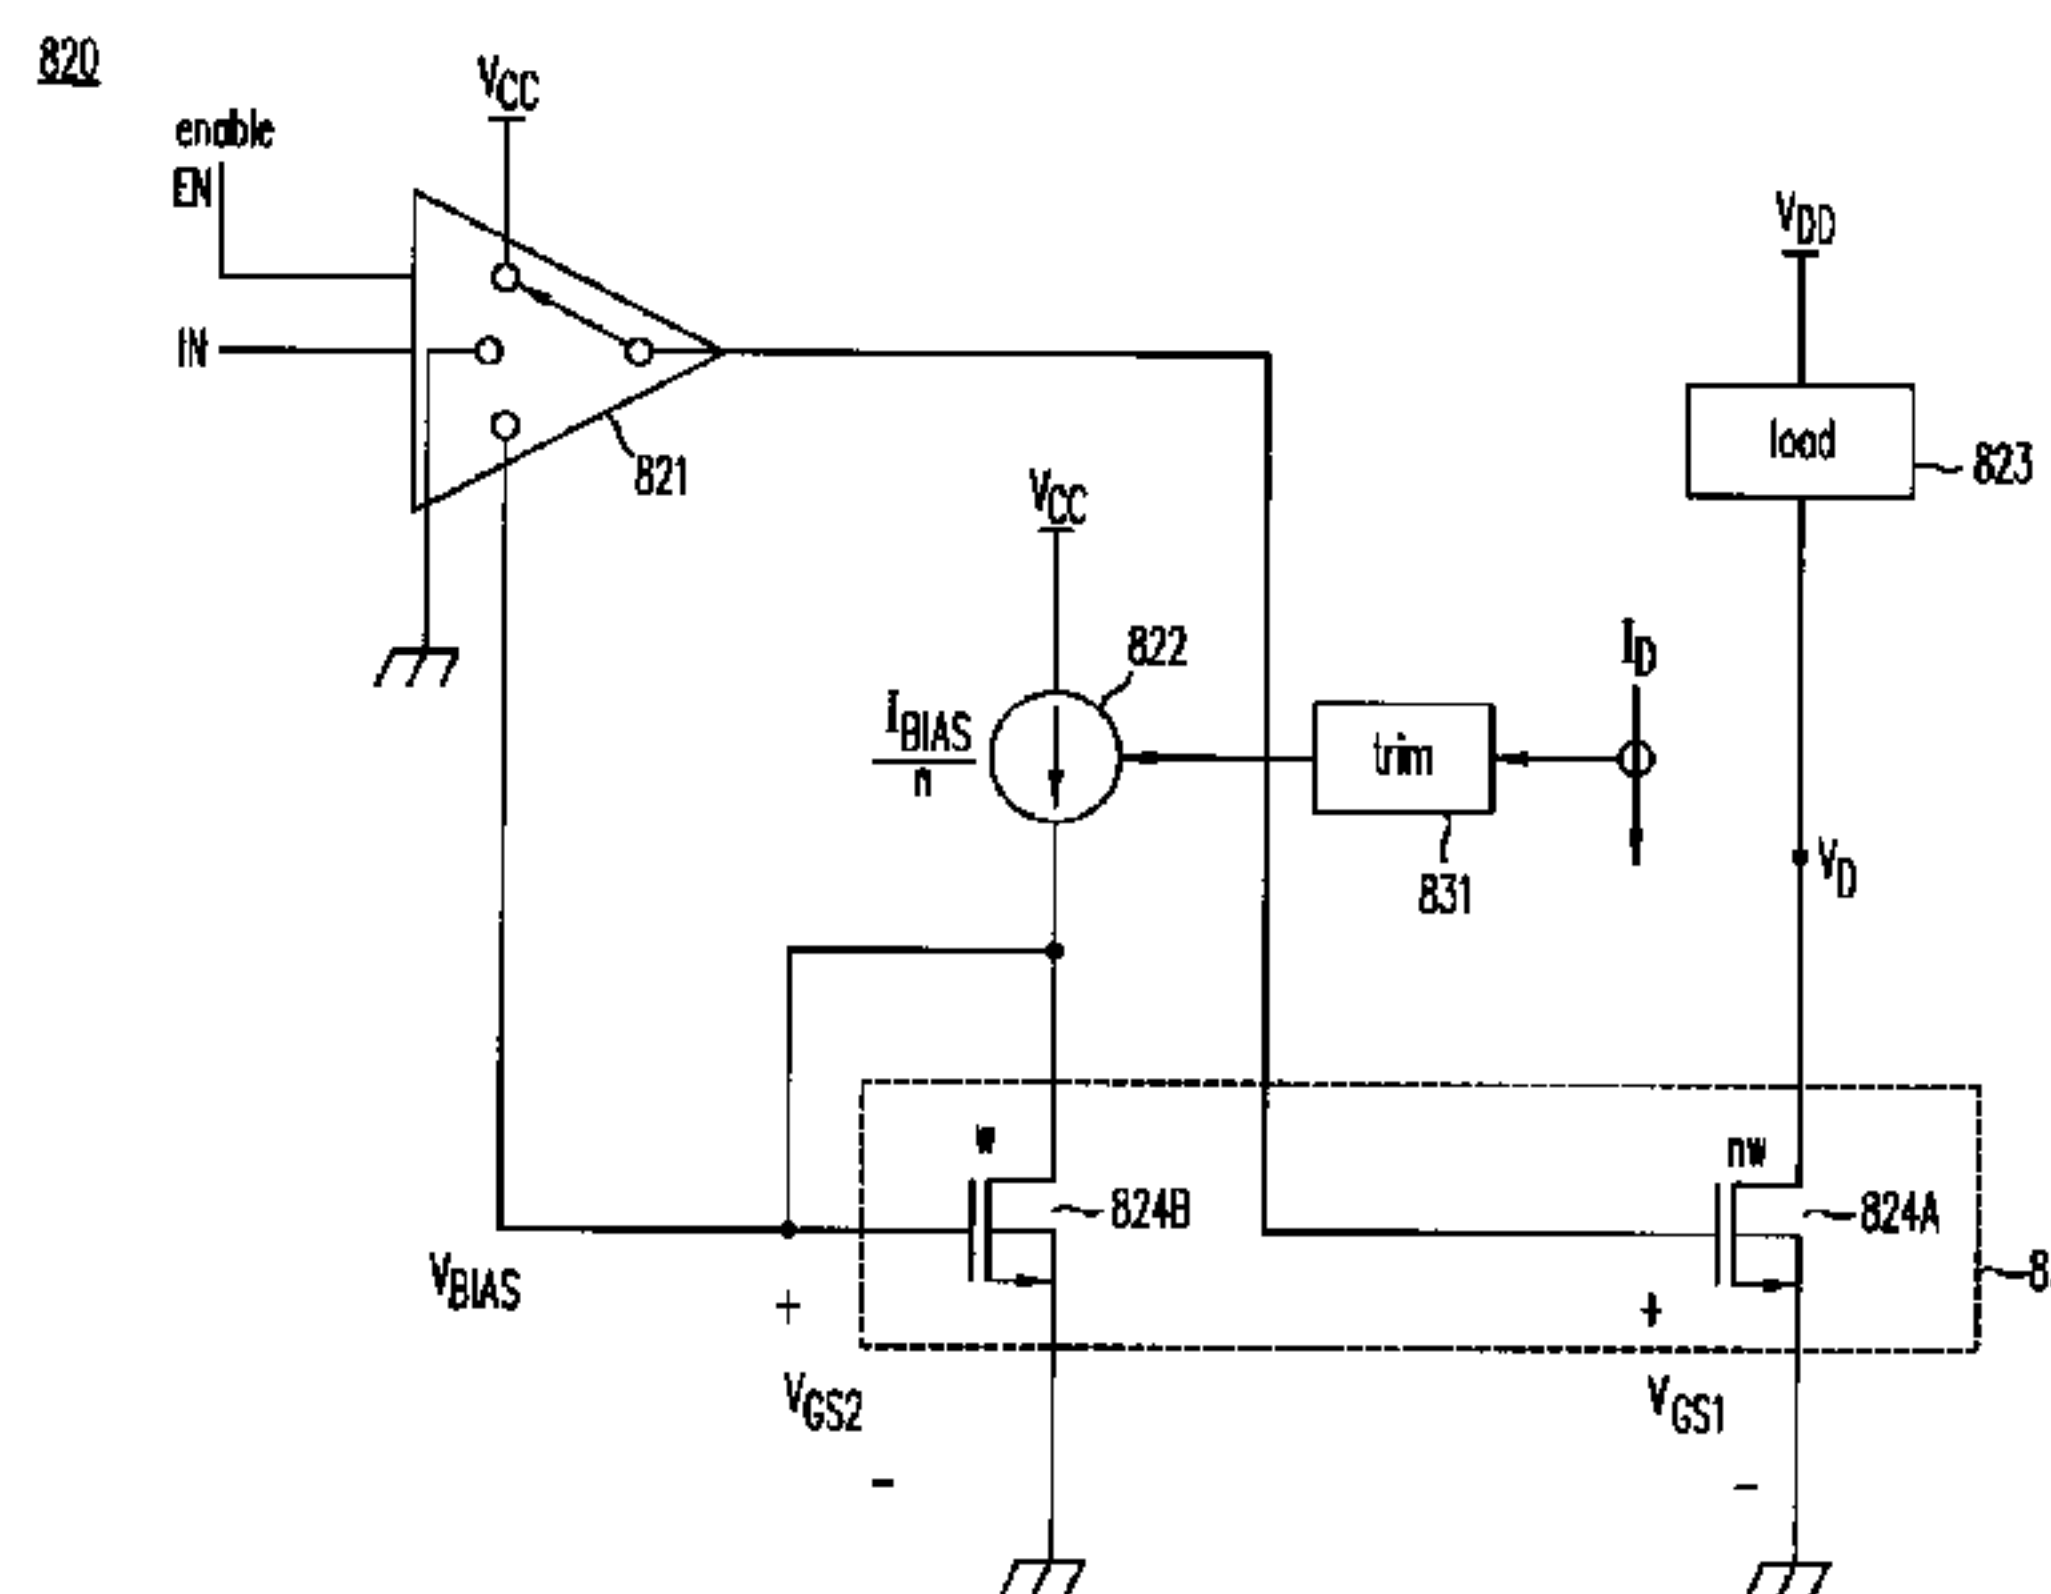 820
enable
EN
IN
VCC
821
VCC
822
IBIAS
n
trim
831
ID
VDD
load
823
VD
w
824B
nw
824A
8
VBIAS
+
VGS2
-
+
VGS1
-